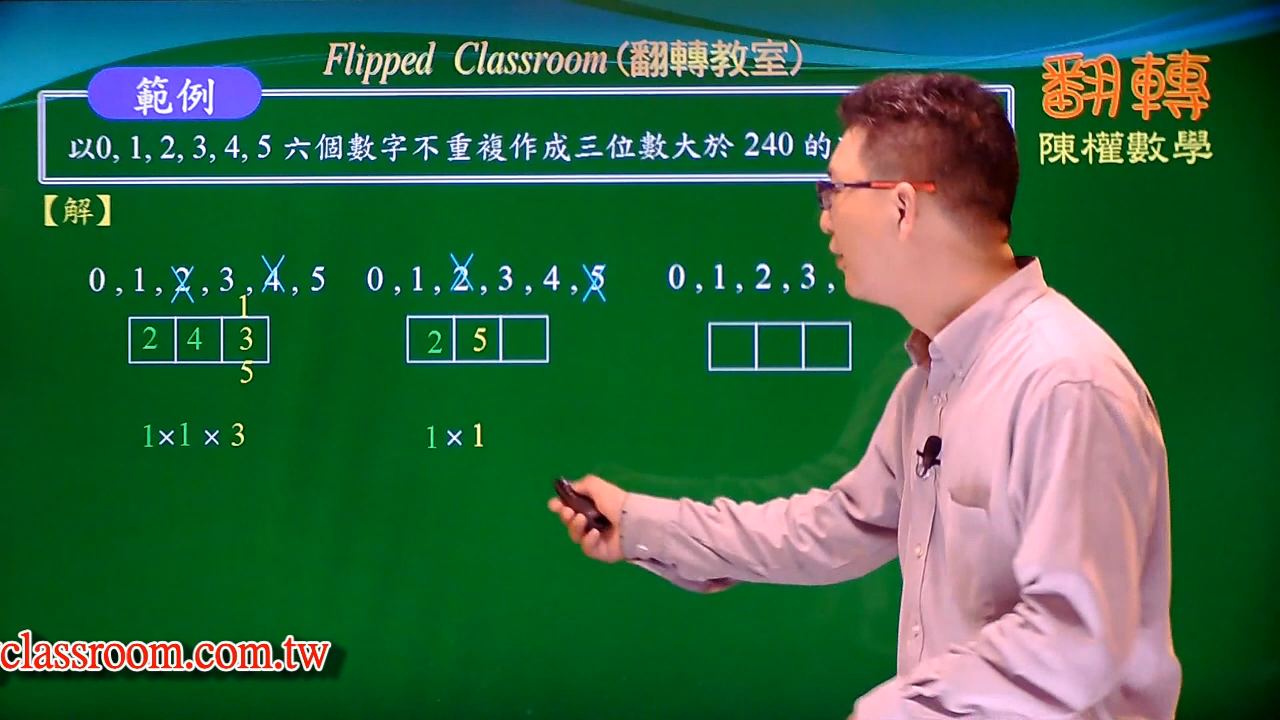 Flipped Classroom (翻轉教室)
翻轉
陳權數學
範例
以0, 1, 2, 3, 4, 5 六個數字不重複作成三位數大於 240 的
【解】
0 , 1 , 2 , 3 , 4 , 5
0 , 1 , 2 , 3 , 4 , 5
0 , 1 , 2 , 3 ,
1
2 4 3
5
2 5
1 × 1 × 3
1 × 1
classroom.com.tw